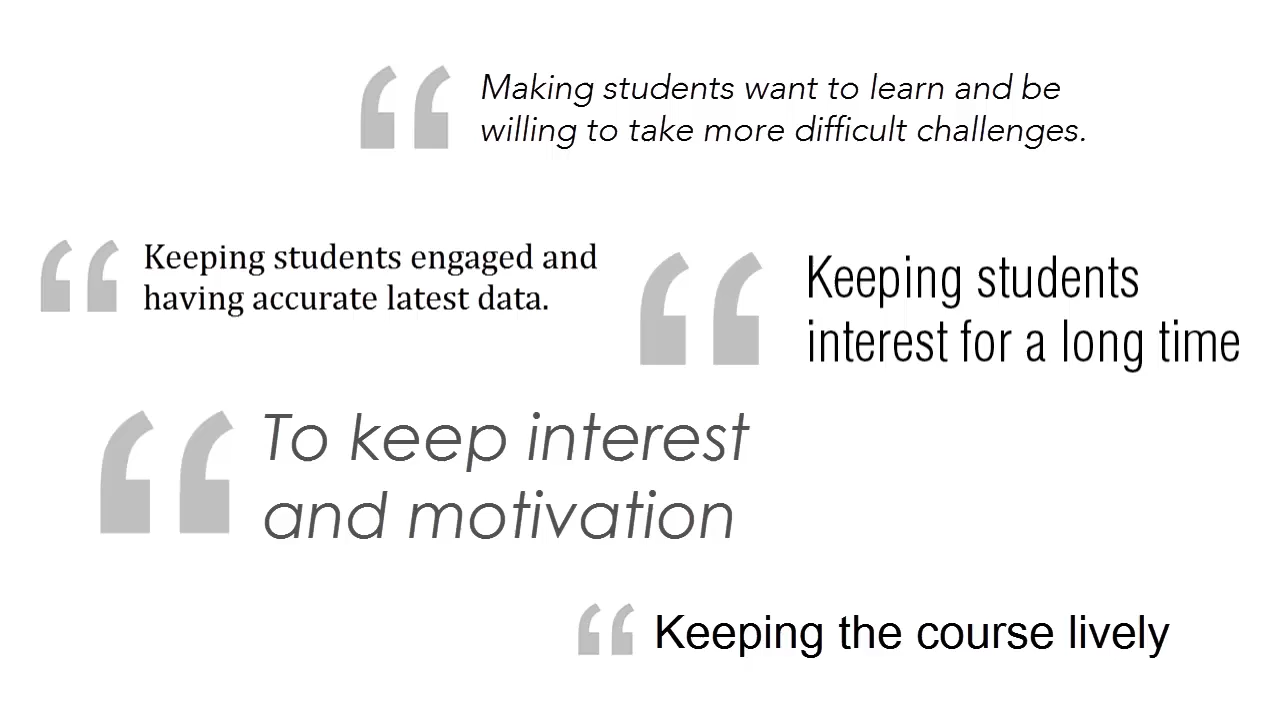 Making students want to learn and be
willing to take more difficult challenges.
Keeping students engaged and
having accurate latest data.
Keeping students
interest for a long time
To keep interest
and motivation
Keeping the course lively